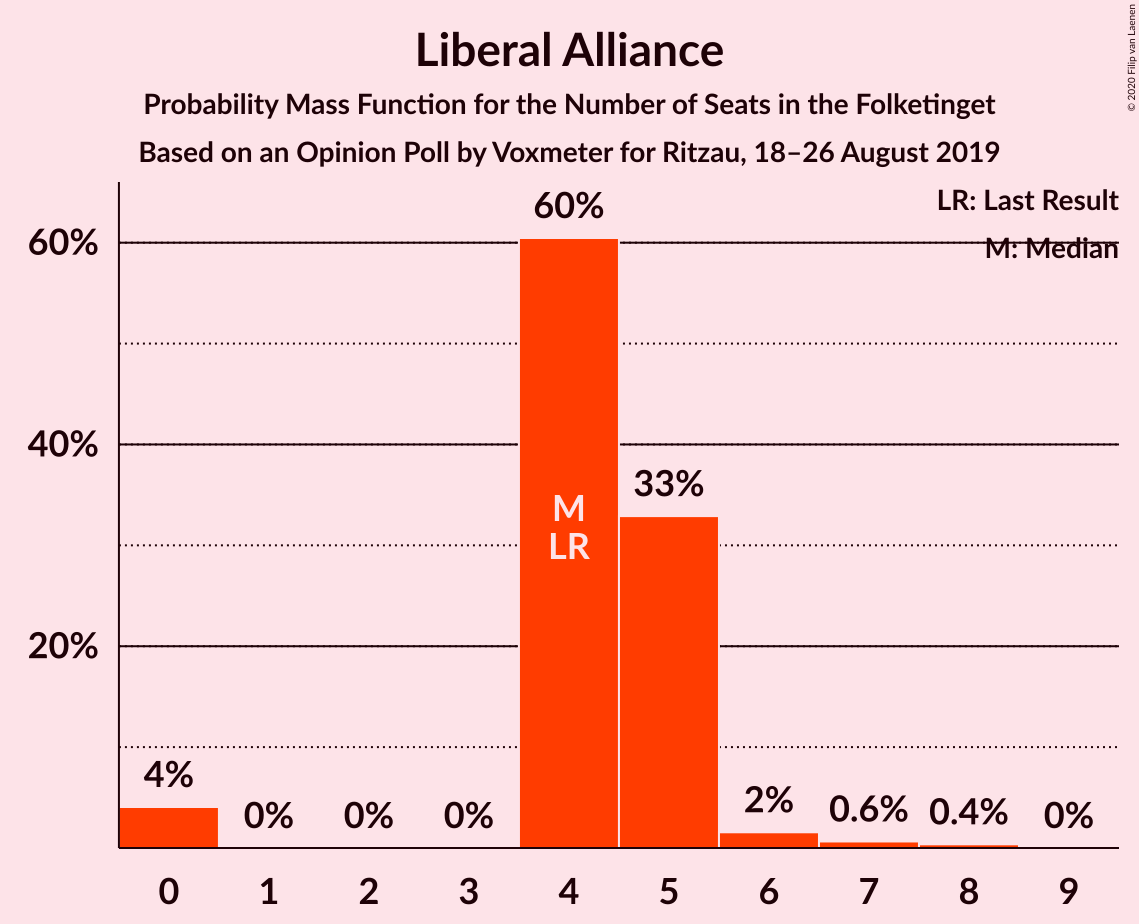 Liberal Alliance
Probability Mass Function for the Number of Seats in the Folketinget
Based on an Opinion Poll by Voxmeter for Ritzau, 18–26 August 2019
© 2020 Filip van Laenen
LR: Last Result
M: Median
60%
40%
20%
4%
0%
0%
0%
60%
M
LR
33%
2%
0.6%
0.4%
0%
0 1 2 3 4 5 6 7 8 9